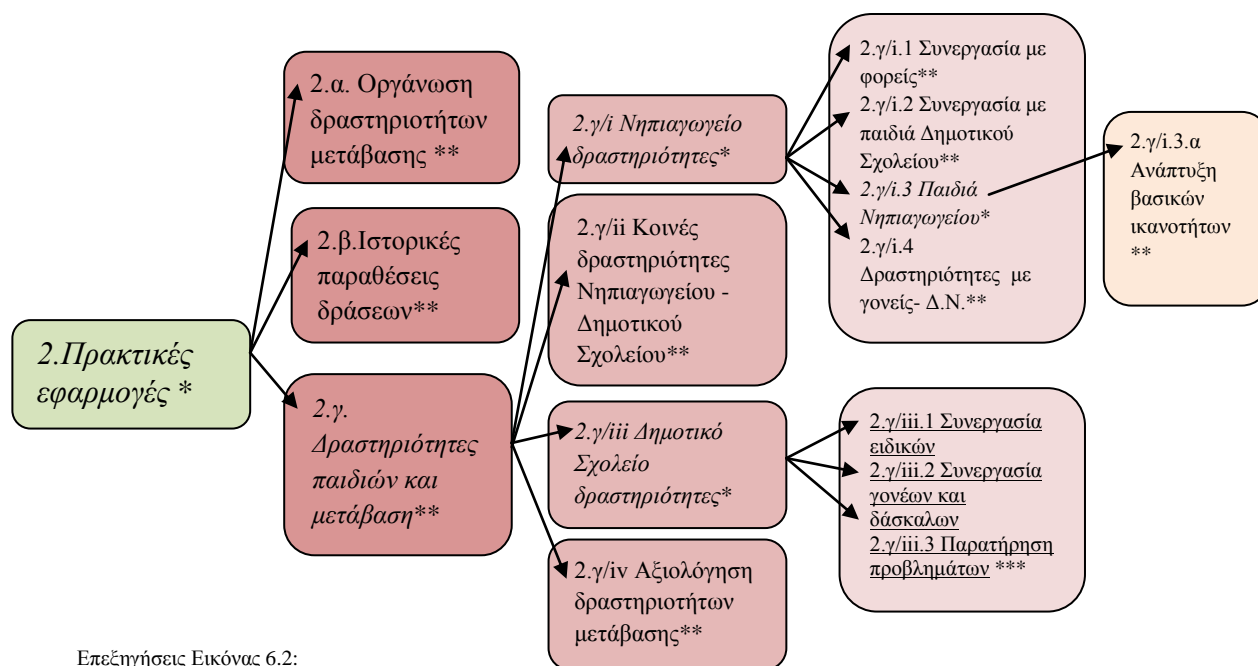 2.Πρακτικές
εφαρμογές *
2.α. Οργάνωση
δραστηριοτήτων
μετάβασης **
2.β.Ιστορικές
παραθέσεις
δράσεων**
2.γ.
Δραστηριότητες
παιδιών και
μετάβαση**
2.γ/i Νηπιαγωγείο
δραστηριότητες*
2.γ/ii Κοινές
δραστηριότητες
Νηπιαγωγείου -
Δημοτικού
Σχολείου**
2.γ/iii Δημοτικό
Σχολείο
δραστηριότητες*
2.γ/iv Αξιολόγηση
δραστηριοτήτων
μετάβασης**
2.γ/i.1 Συνεργασία με
φορείς**
2.γ/i.2 Συνεργασία με
παιδιά Δημοτικού
Σχολείου**
2.γ/i.3 Παιδιά
Νηπιαγωγείου*
2.γ/i.4
Δραστηριότητες με
γονείς- Δ.Ν.**
2.γ/i.3.α
Ανάπτυξη
βασικών
ικανοτήτων
**
2.γ/iii.1 Συνεργασία
ειδικών
2.γ/iii.2 Συνεργασία
γονέων και
δάσκαλων
2.γ/iii.3 Παρατήρηση
προβλημάτων ***
Επεξηγήσεις Εικόνας 6.2: